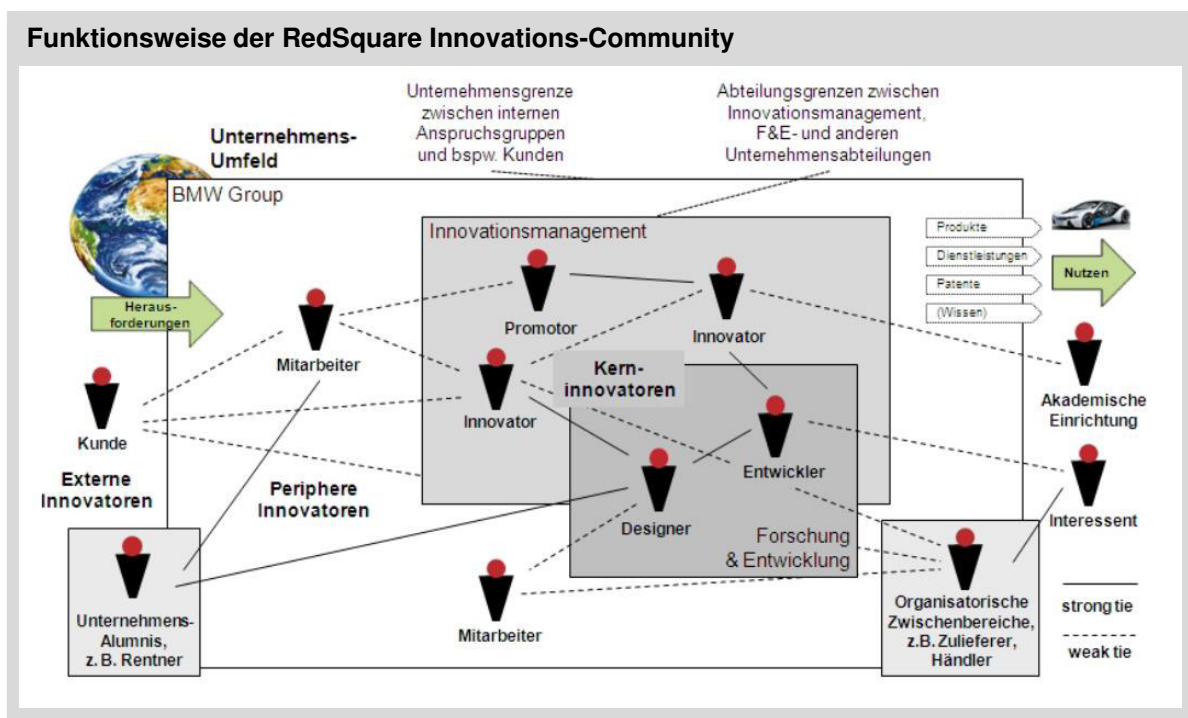 Funktionsweise der RedSquare Innovations-Community
Unternehmensgrenze
zwischen internen
Anspruchsgruppen
und bspw. Kunden
Abteilungsgrenzen zwischen
Innovationsmanagement,
F&E- und anderen
Unternehmensabteilungen
Unternehmens-
Umfeld
BMW Group
Innovationsmanagement
Produkte
Dienstleistungen
Patente
(Wissen)
Nutzen
Heraus-
forderungen
Promotor
Innovator
Mitarbeiter
Kern-
innovatoren
Akademische
Einrichtung
Innovator
Kunde
Entwickler
Externe
Innovatoren
Periphere
Innovatoren
Designer
Interessent
Forschung
& Entwicklung
Unternehmens-
Alumnis,
z. B. Rentner
Mitarbeiter
Organisatorische
Zwischenbereiche,
z.B. Zulieferer,
Händler
strong tie
weak tie